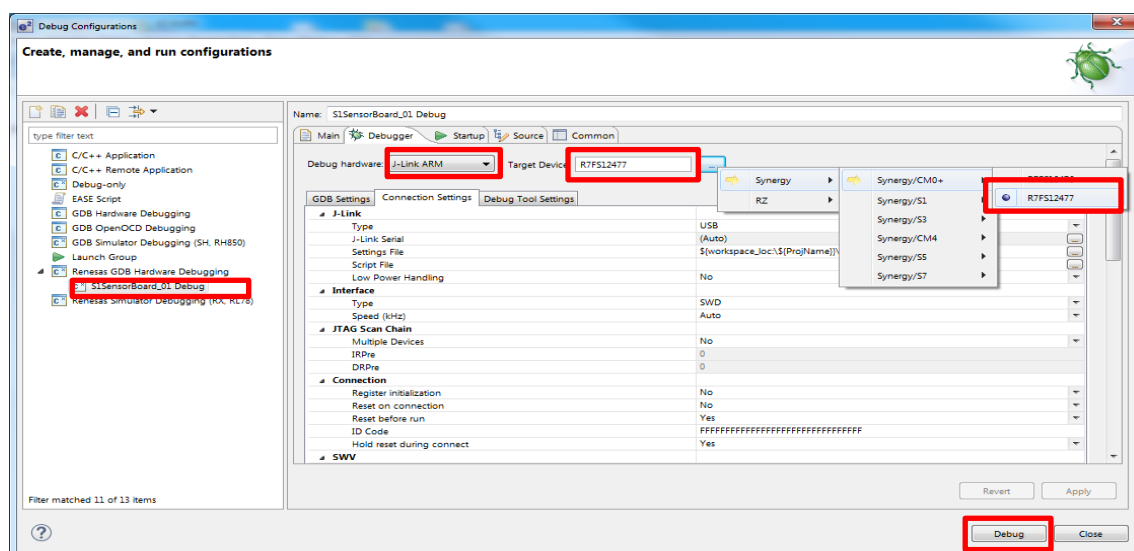 Debug Configurations
Create, manage, and run configurations
type filter text
C/C++ Application
C/C++ Remote Application
Debug-only
EASE Script
GDB Hardware Debugging
GDB OpenOCD Debugging
GDB Simulator Debugging (SH, RH850)
Launch Group
Renesas GDB Hardware Debugging
S1SensorBoard_01 Debug
Renesas Simulator Debugging (RX, RL78)
Filter matched 11 of 13 items
Name: S1SensorBoard_01 Debug
Main Debugger Startup Source Common
Debug hardware: J-Link ARM Target Device: R7FS12477 ...
GDB Settings Connection Settings Debug Tool Settings
J-Link
Type USB
J-Link Serial (Auto)
Settings File ${workspace_loc:\${ProjName}}\
Script File
Low Power Handling No
Interface
Type SWD
Speed (kHz) Auto
JTAG Scan Chain
Multiple Devices No
IRPre 0
DRPre 0
Connection
Register initialization No
Reset on connection No
Reset before run Yes
ID Code FFFFFFFFFFFFFFFFFFFFFFFFFFFFFFFF
Hold reset during connect Yes
SWV
Synergy
RZ
Synergy/CM0+
Synergy/S1
Synergy/S3
Synergy/CM4
Synergy/S5
Synergy/S7
R7FS12477
Revert Apply
Debug Close